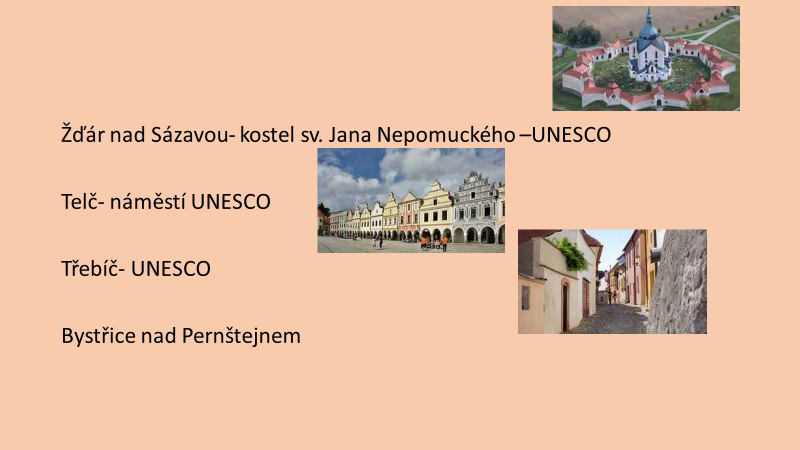 Žďár nad Sázavou- kostel sv. Jana Nepomuckého –UNESCO
Telč- náměstí UNESCO
Třebíč- UNESCO
Bystřice nad Pernštejnem